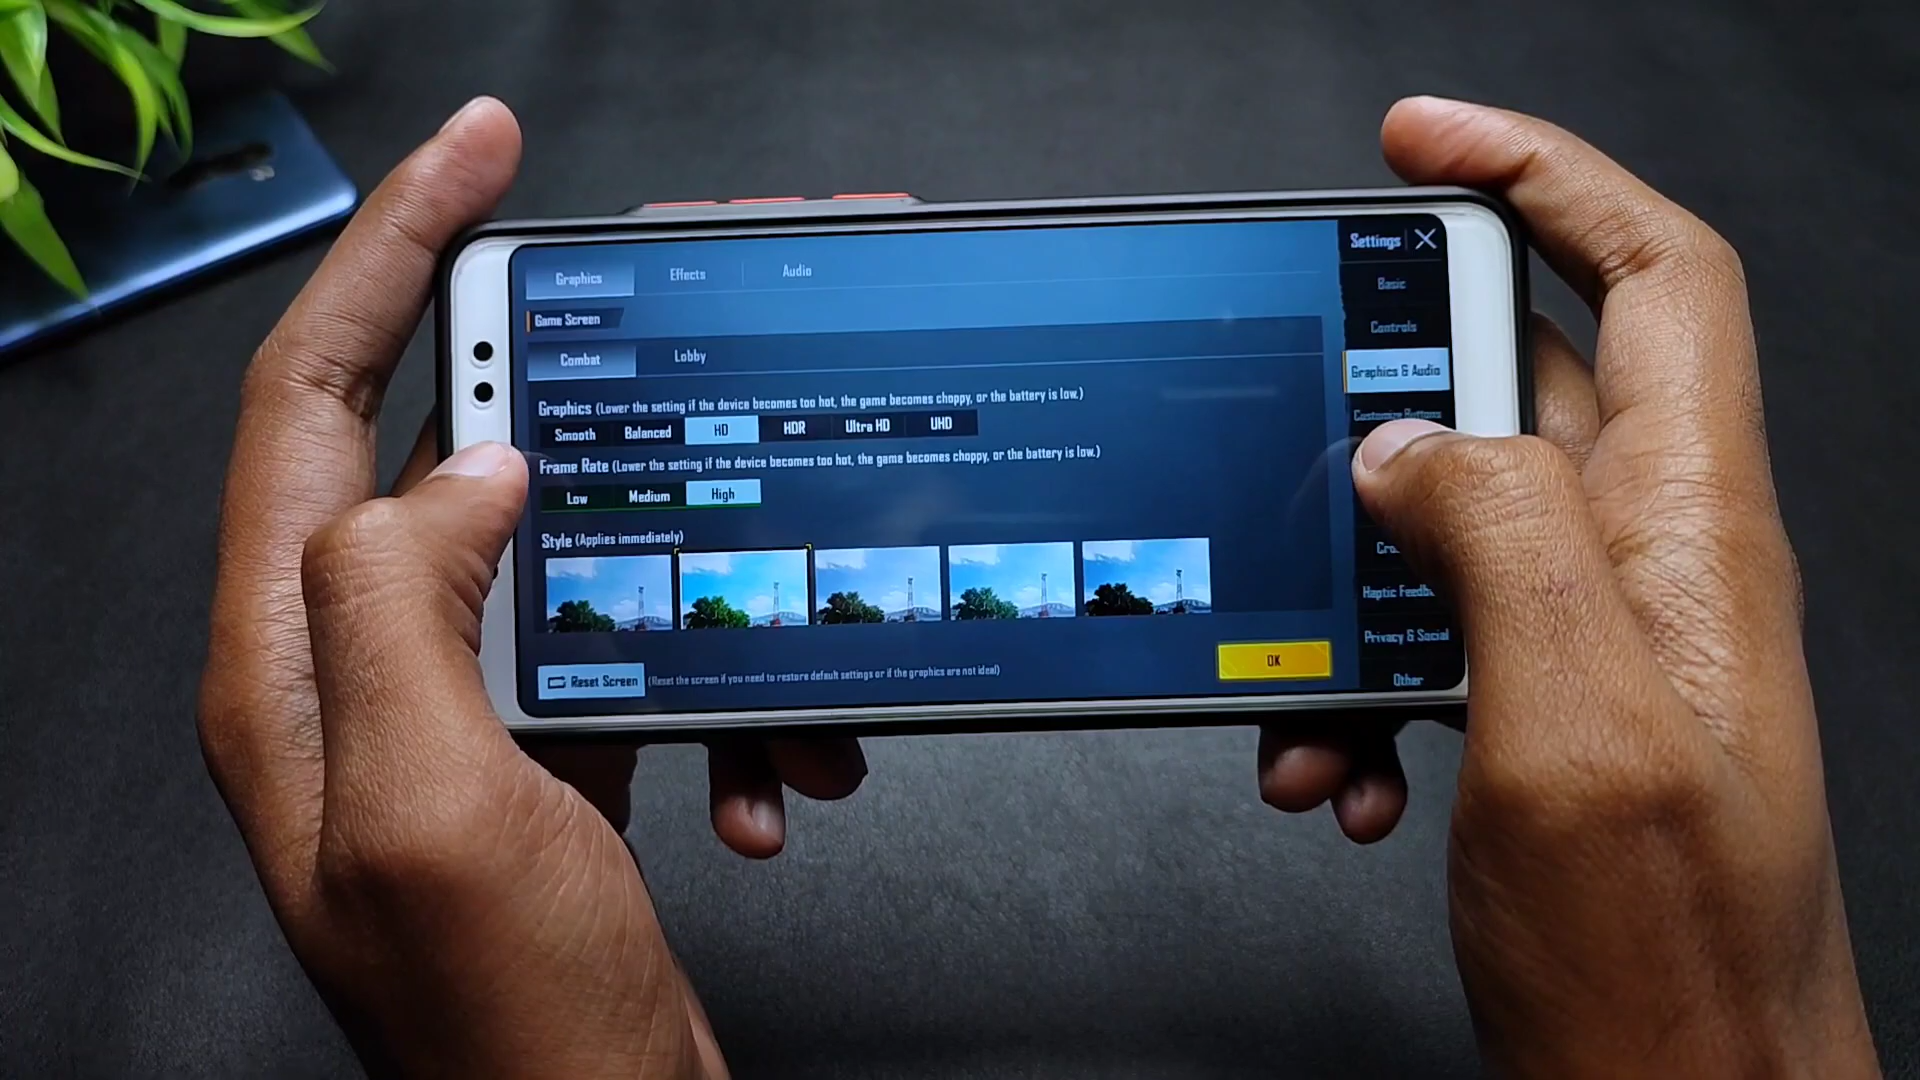 Graphics Effects Audio
Game Screen
Combat Lobby
Graphics (Lower the setting if the device becomes too hot, the game becomes choppy, or the battery is low.)
Smooth Balanced HD HDR Ultra HD UHD
Frame Rate (Lower the setting if the device becomes too hot, the game becomes choppy, or the battery is low.)
Low Medium High
Style (Applies immediately)
Reset Screen (Reset the screen if you need to restore default settings or if the graphics are not ideal)
OK
Settings
Basic
Controls
Graphics & Audio
Customize Buttons
Haptic Feedb
Privacy & Social
Other